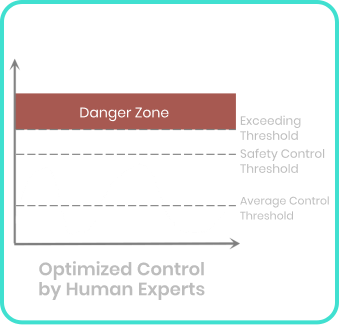 Danger Zone
Exceeding
Threshold
Safety Control
Threshold
Average Control
Threshold
Optimized Control
by Human Experts